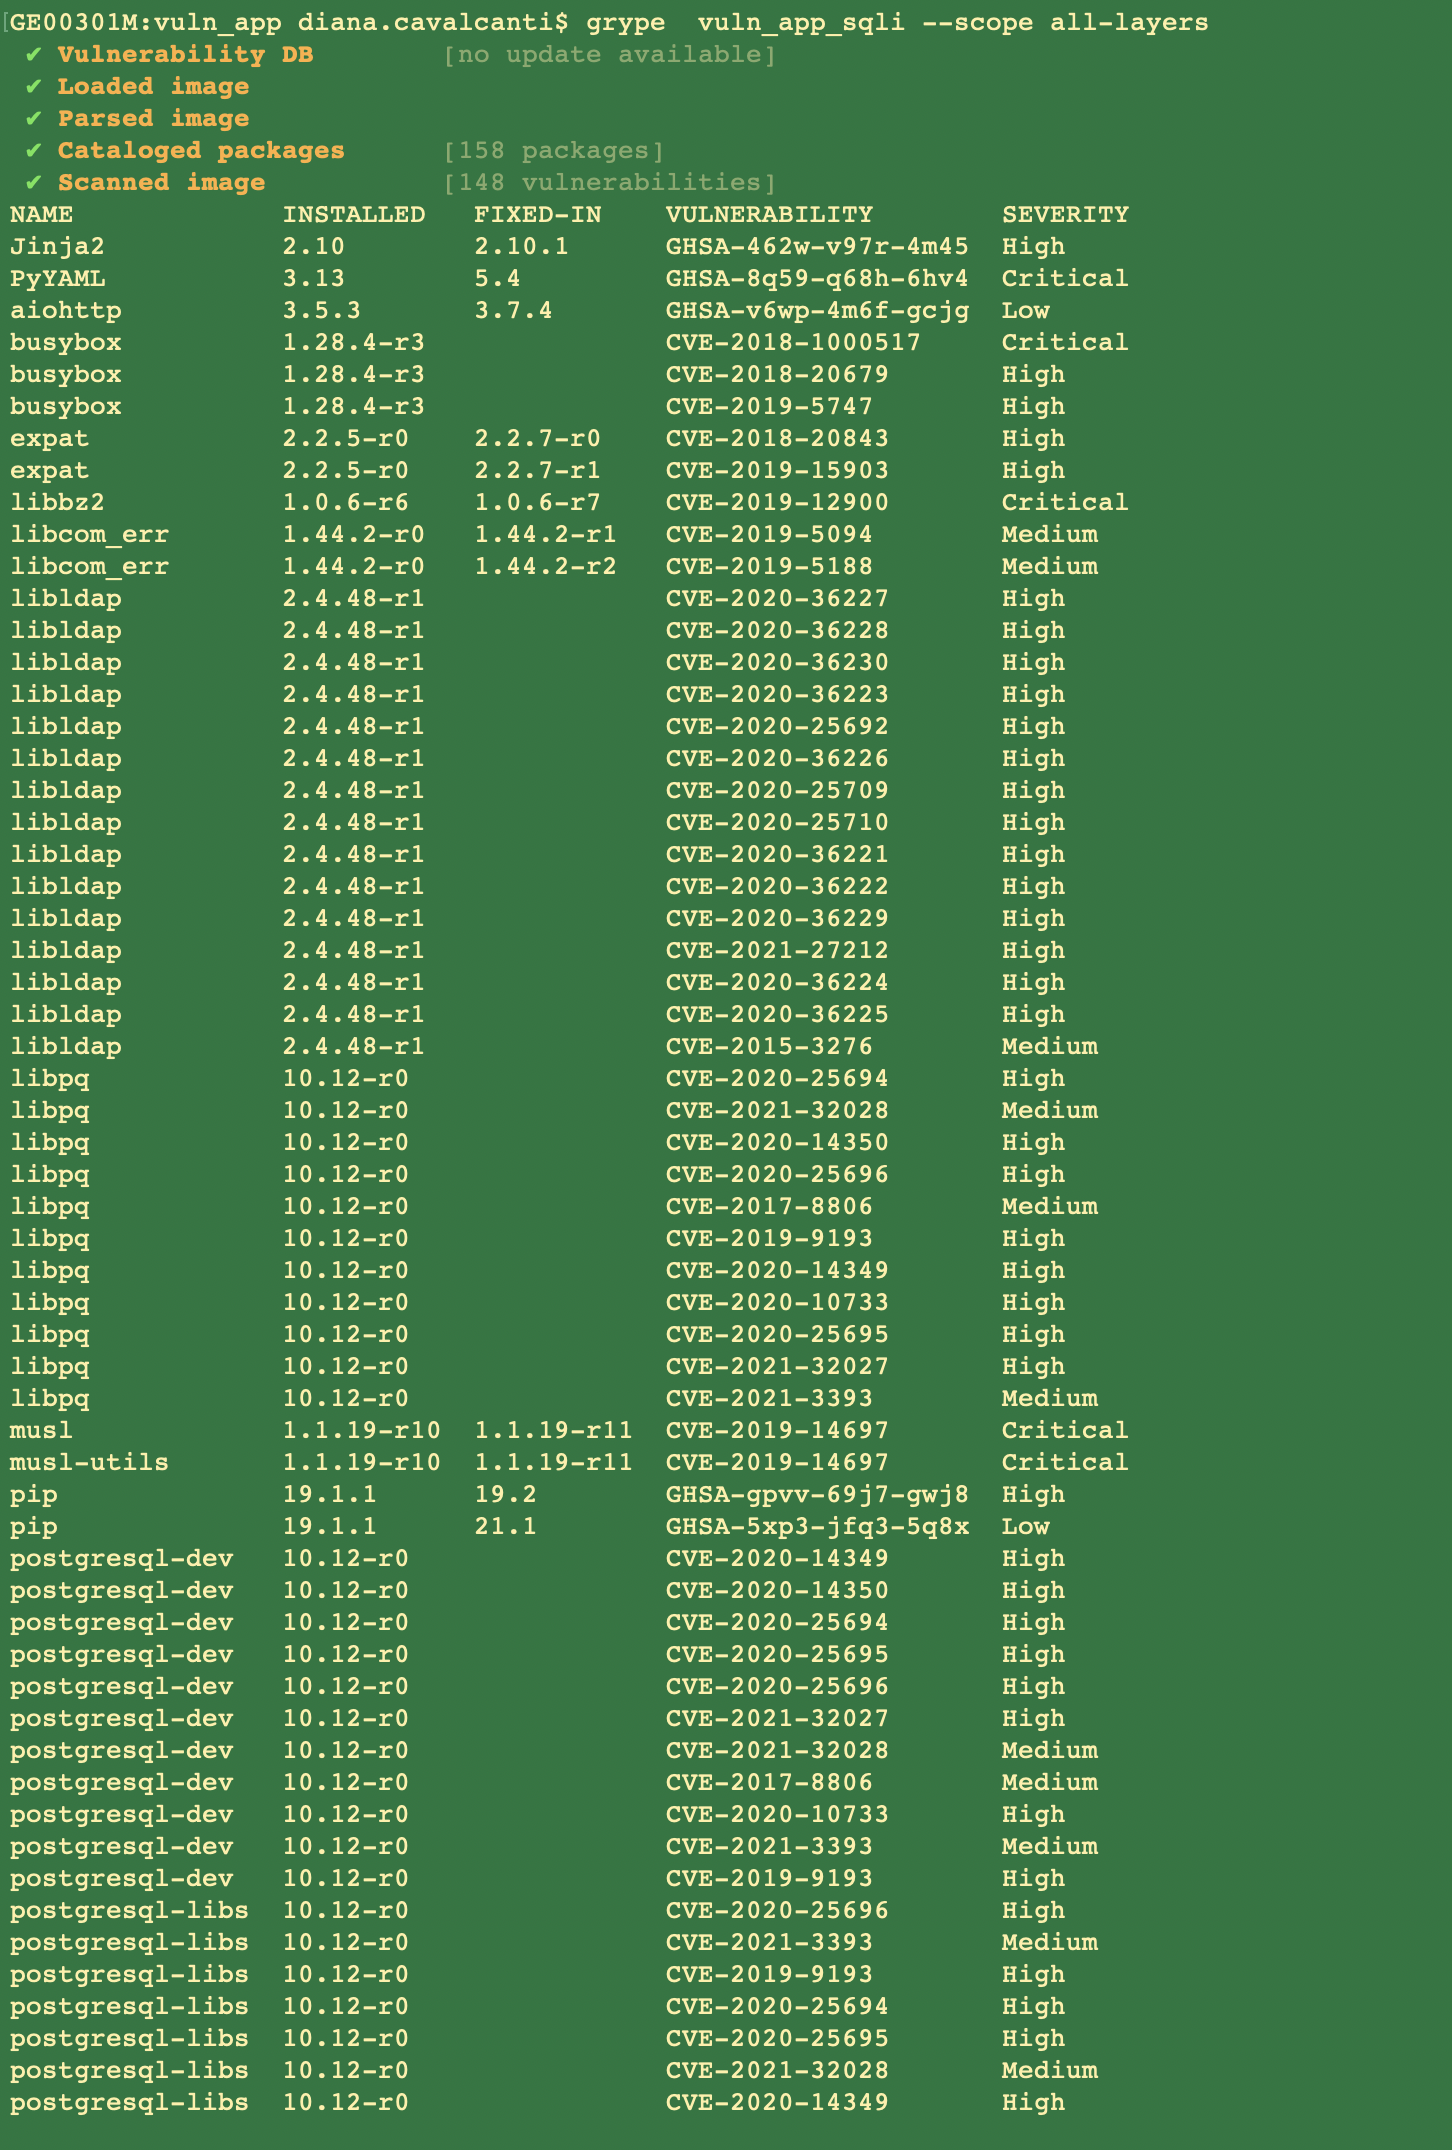 [GE00301M:vuln_app diana.cavalcanti$ grype  vuln_app_sqli --scope all-layers
✔ Vulnerability DB        [no update available]
✔ Loaded image
✔ Parsed image
✔ Cataloged packages      [158 packages]
✔ Scanned image           [148 vulnerabilities]
NAME             INSTALLED   FIXED-IN    VULNERABILITY        SEVERITY
Jinja2           2.10        2.10.1      GHSA-462w-v97r-4m45  High
PyYAML           3.13        5.4         GHSA-8q59-q68h-6hv4  Critical
aiohttp          3.5.3       3.7.4       GHSA-v6wp-4m6f-gcjg  Low
busybox          1.28.4-r3               CVE-2018-1000517     Critical
busybox          1.28.4-r3               CVE-2018-20679       High
busybox          1.28.4-r3               CVE-2019-5747        High
expat            2.2.5-r0    2.2.7-r0    CVE-2018-20843       High
expat            2.2.5-r0    2.2.7-r1    CVE-2019-15903       High
libbz2           1.0.6-r6    1.0.6-r7    CVE-2019-12900       Critical
libcom_err       1.44.2-r0   1.44.2-r1   CVE-2019-5094        Medium
libcom_err       1.44.2-r0   1.44.2-r2   CVE-2019-5188        Medium
libldap          2.4.48-r1               CVE-2020-36227       High
libldap          2.4.48-r1               CVE-2020-36228       High
libldap          2.4.48-r1               CVE-2020-36230       High
libldap          2.4.48-r1               CVE-2020-36223       High
libldap          2.4.48-r1               CVE-2020-25692       High
libldap          2.4.48-r1               CVE-2020-36226       High
libldap          2.4.48-r1               CVE-2020-25709       High
libldap          2.4.48-r1               CVE-2020-25710       High
libldap          2.4.48-r1               CVE-2020-36221       High
libldap          2.4.48-r1               CVE-2020-36222       High
libldap          2.4.48-r1               CVE-2020-36229       High
libldap          2.4.48-r1               CVE-2021-27212       High
libldap          2.4.48-r1               CVE-2020-36224       High
libldap          2.4.48-r1               CVE-2020-36225       High
libldap          2.4.48-r1               CVE-2015-3276        Medium
libpq            10.12-r0                CVE-2020-25694       High
libpq            10.12-r0                CVE-2021-32028       Medium
libpq            10.12-r0                CVE-2020-14350       High
libpq            10.12-r0                CVE-2020-25696       High
libpq            10.12-r0                CVE-2017-8806        Medium
libpq            10.12-r0                CVE-2019-9193        High
libpq            10.12-r0                CVE-2020-14349       High
libpq            10.12-r0                CVE-2020-10733       High
libpq            10.12-r0                CVE-2020-25695       High
libpq            10.12-r0                CVE-2021-32027       High
libpq            10.12-r0                CVE-2021-3393        Medium
musl             1.1.19-r10  1.1.19-r11  CVE-2019-14697       Critical
musl-utils       1.1.19-r10  1.1.19-r11  CVE-2019-14697       Critical
pip              19.1.1      19.2        GHSA-gpvv-69j7-gwj8  High
pip              19.1.1      21.1        GHSA-5xp3-jfq3-5q8x  Low
postgresql-dev   10.12-r0                CVE-2020-14349       High
postgresql-dev   10.12-r0                CVE-2020-14350       High
postgresql-dev   10.12-r0                CVE-2020-25694       High
postgresql-dev   10.12-r0                CVE-2020-25695       High
postgresql-dev   10.12-r0                CVE-2020-25696       High
postgresql-dev   10.12-r0                CVE-2021-32027       High
postgresql-dev   10.12-r0                CVE-2021-32028       Medium
postgresql-dev   10.12-r0                CVE-2017-8806        Medium
postgresql-dev   10.12-r0                CVE-2020-10733       High
postgresql-dev   10.12-r0                CVE-2021-3393        Medium
postgresql-dev   10.12-r0                CVE-2019-9193        High
postgresql-libs  10.12-r0                CVE-2020-25696       High
postgresql-libs  10.12-r0                CVE-2021-3393        Medium
postgresql-libs  10.12-r0                CVE-2019-9193        High
postgresql-libs  10.12-r0                CVE-2020-25694       High
postgresql-libs  10.12-r0                CVE-2020-25695       High
postgresql-libs  10.12-r0                CVE-2021-32028       Medium
postgresql-libs  10.12-r0                CVE-2020-14349       High